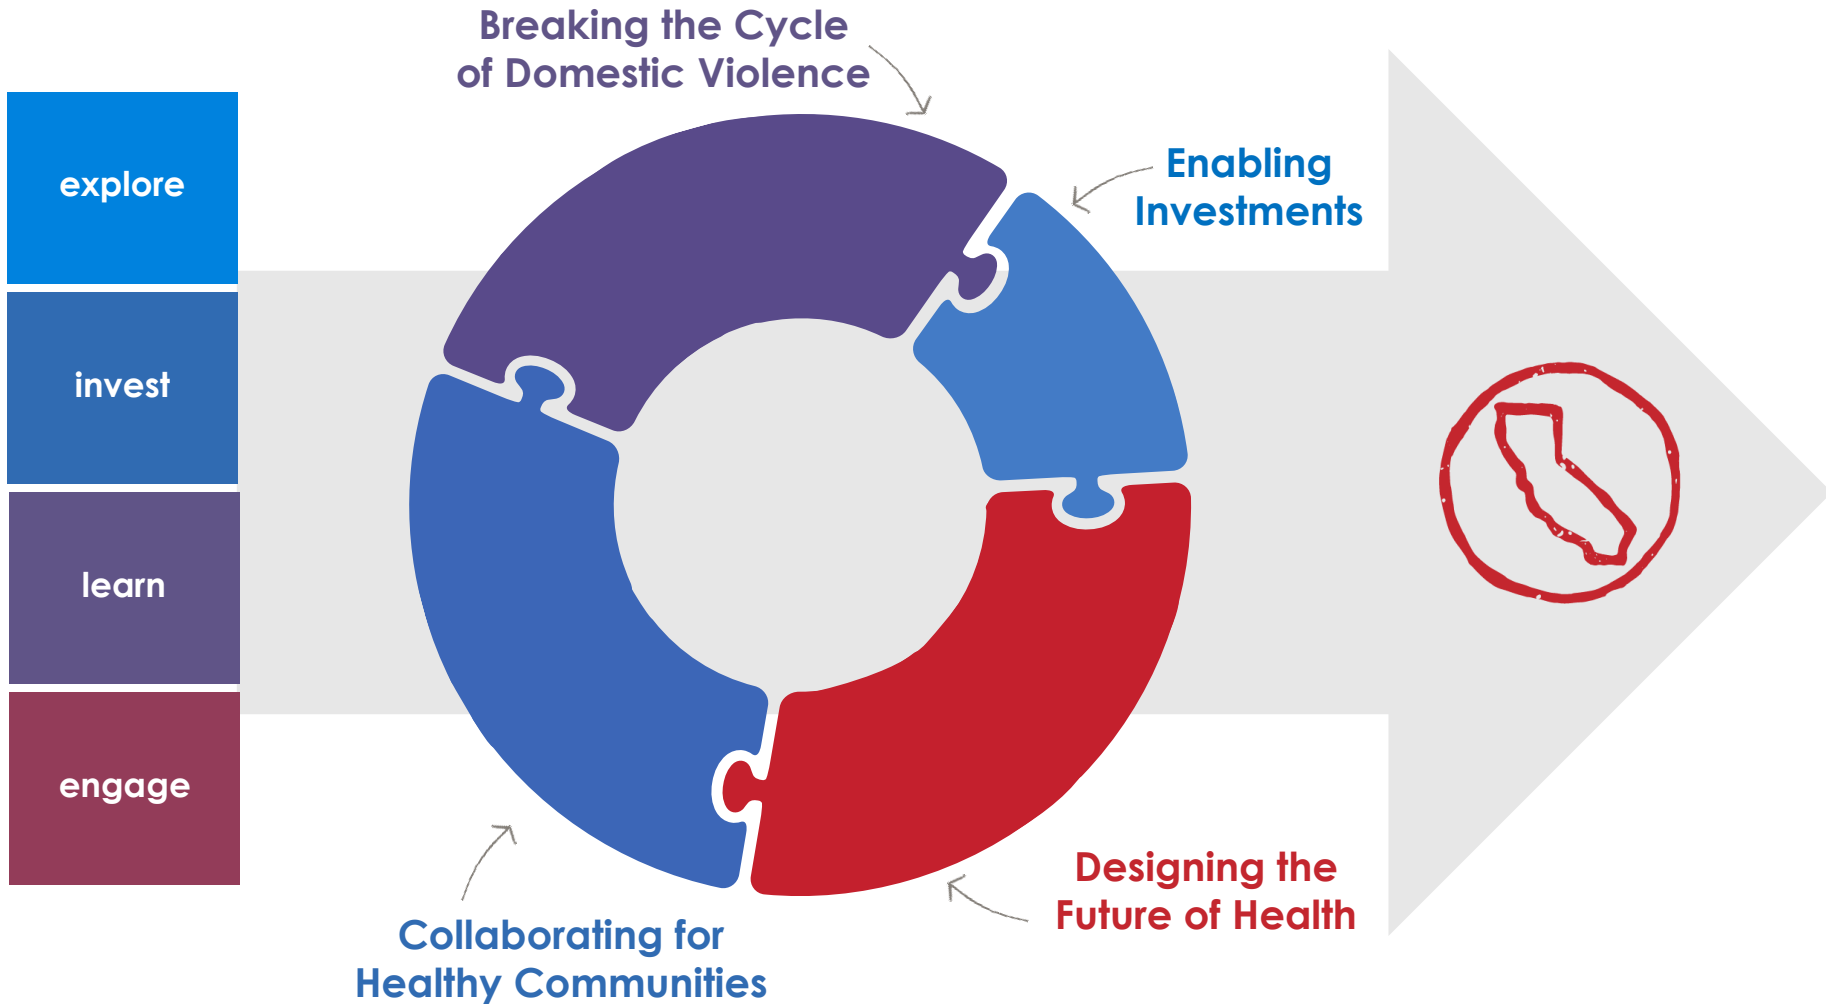 Breaking the Cycle
of Domestic Violence
Enabling
Investments
explore
invest
learn
engage
Designing the
Future of Health
Collaborating for
Healthy Communities